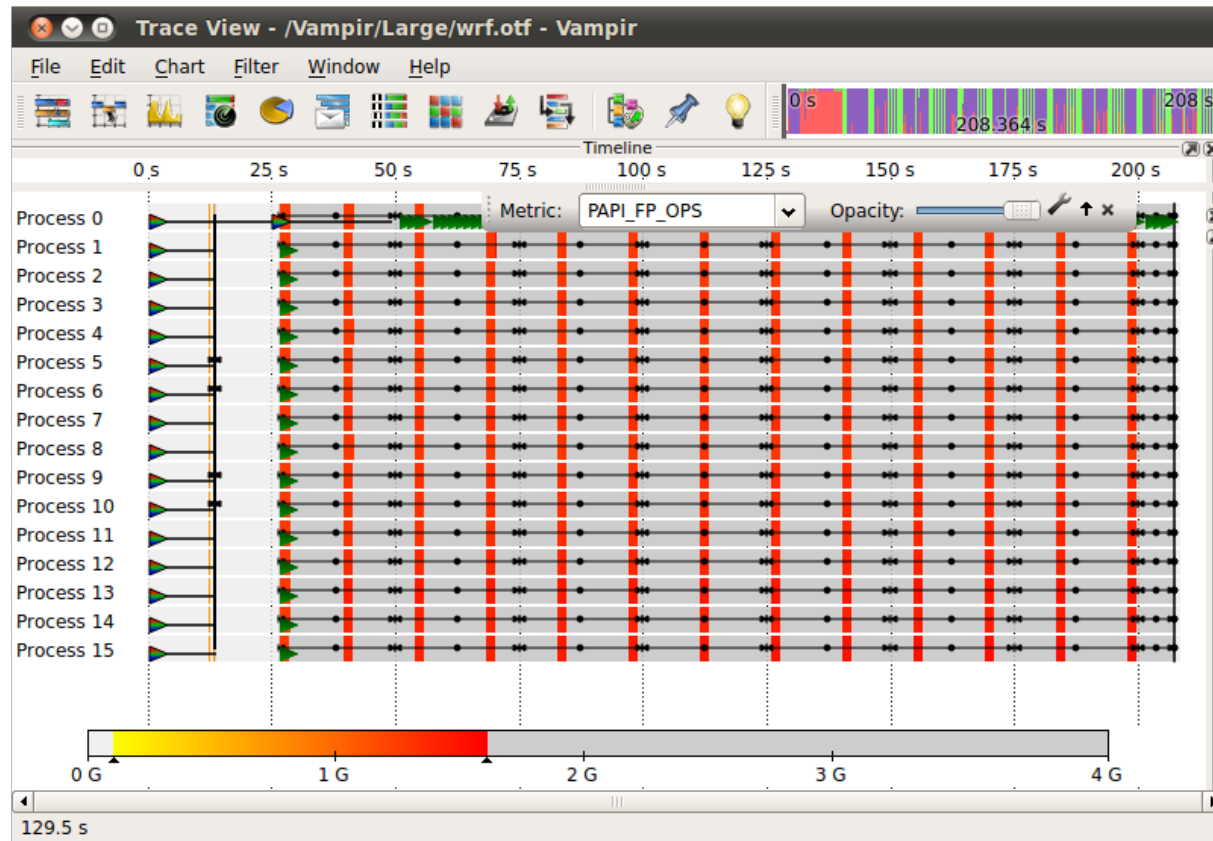 Trace View - /Vampir/Large/wrf.otf - Vampir
File Edit Chart Filter Window Help
0 s 208 s
208.364 s
Timeline
0 s 25 s 50 s 75 s 100 s 125 s 150 s 175 s 200 s
Metric: PAPI_FP_OPS Opacity:
Process 0
Process 1
Process 2
Process 3
Process 4
Process 5
Process 6
Process 7
Process 8
Process 9
Process 10
Process 11
Process 12
Process 13
Process 14
Process 15
0 G 1 G 2 G 3 G 4 G
129.5 s